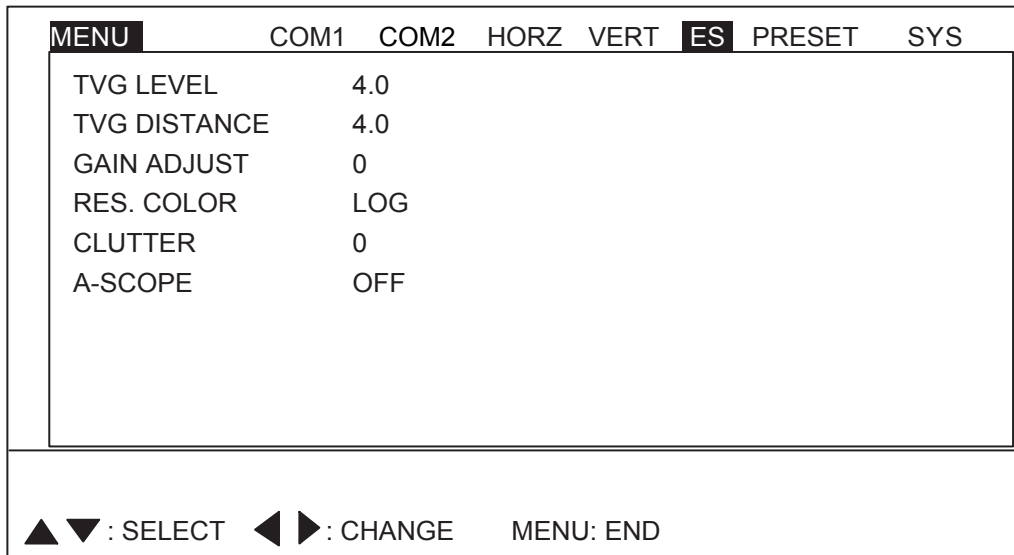 MENU COM1 COM2 HORZ VERT ES PRESET SYS
TVG LEVEL 4.0
TVG DISTANCE 4.0
GAIN ADJUST 0
RES. COLOR LOG
CLUTTER 0
A-SCOPE OFF
▲ ▼ : SELECT ◀ ▶ : CHANGE MENU: END